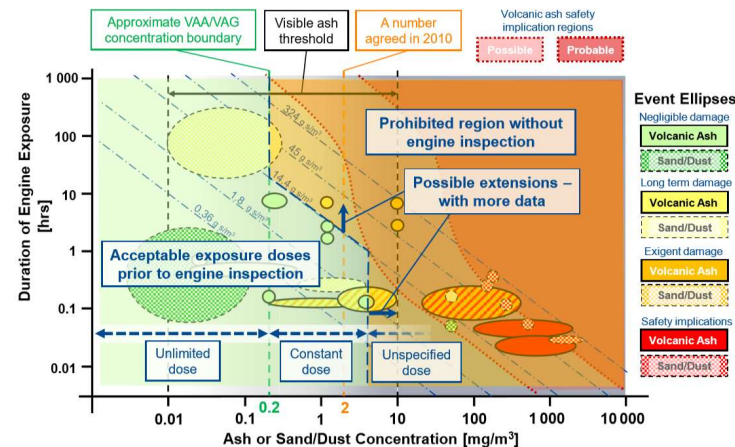 Approximate VAA/VAG
concentration boundary
Visible ash
threshold
A number
agreed in 2010
Volcanic ash safety
implication regions
Possible
Probable
Duration of Engine Exposure
[hrs]
1 000
100
10
1
0.1
0.01
324 g s/m³
45 g s/m³
14.4 g s/m³
1.8 g s/m³
0.36 g s/m³
Prohibited region without
engine inspection
Possible extensions –
with more data
Acceptable exposure doses
prior to engine inspection
Unlimited
dose
Constant
dose
Unspecified
dose
0.01
0.1
0.2
1
2
10
100
1 000
10 000
Ash or Sand/Dust Concentration [mg/m³]
Event Ellipses
Negligible damage
Volcanic Ash
Sand/Dust
Long term damage
Volcanic Ash
Sand/Dust
Exigent damage
Volcanic Ash
Sand/Dust
Safety implications
Volcanic Ash
Sand/Dust